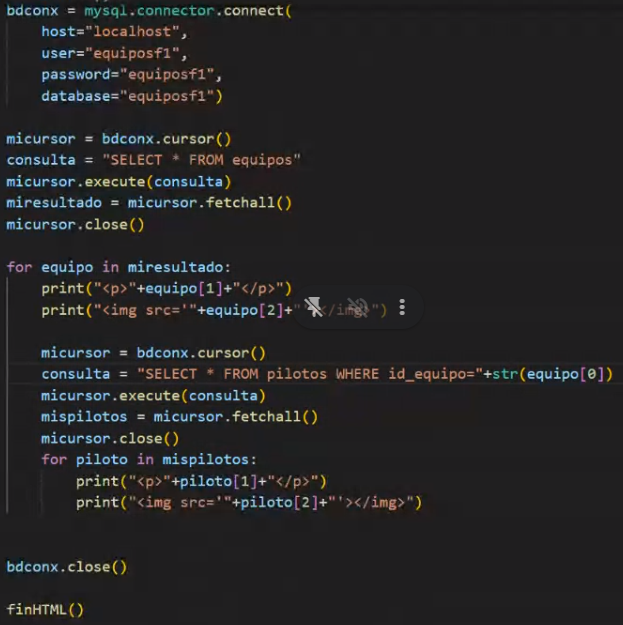 bdconx = mysql.connector.connect(
    host="localhost",
    user="equiposf1",
    password="equiposf1",
    database="equiposf1")
micursor = bdconx.cursor()
consulta = "SELECT * FROM equipos"
micursor.execute(consulta)
miresultado = micursor.fetchall()
micursor.close()
for equipo in miresultado:
    print("<p>"+equipo[1]+"</p>")
    print("<img src='"+equipo[2]+"'></img>")
    micursor = bdconx.cursor()
    consulta = "SELECT * FROM pilotos WHERE id_equipo="+str(equipo[0])
    micursor.execute(consulta)
    mispilotos = micursor.fetchall()
    micursor.close()
    for piloto in mispilotos:
        print("<p>"+piloto[1]+"</p>")
        print("<img src='"+piloto[2]+"'></img>")
bdconx.close()
finHTML()